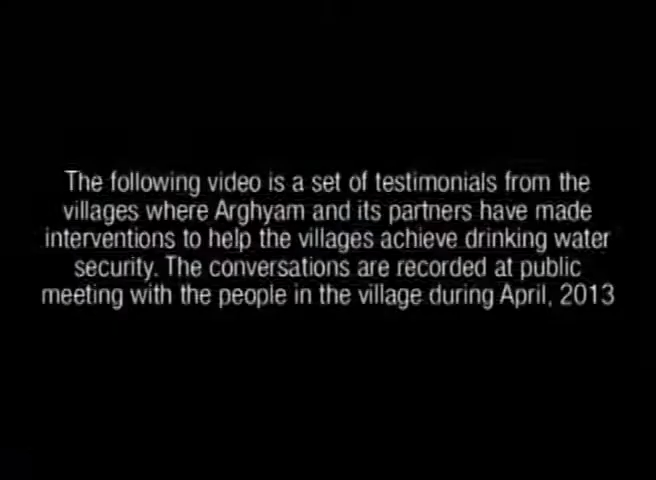 The following video is a set of testimonials from the
villages where Arghyam and its partners have made
interventions to help the villages achieve drinking water
security. The conversations are recorded at public
meeting with the people in the village during April, 2013